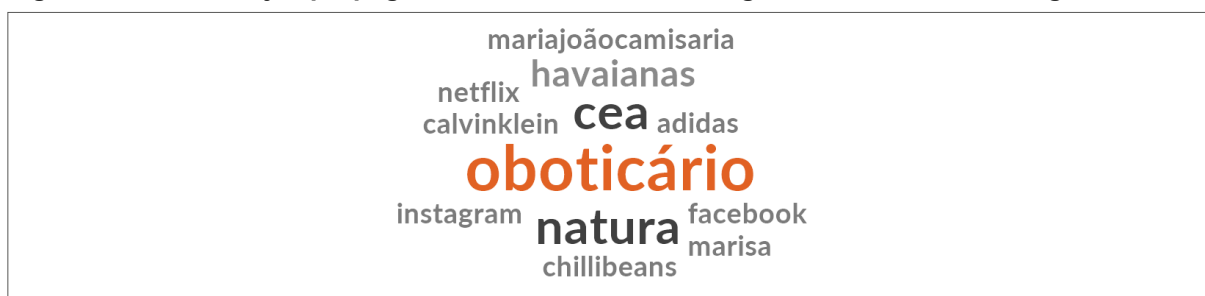 mariajoãocamisaria
havaianas
netflix
cea
calvinklein
adidas
oboticário
instagram
natura
facebook
marisa
chillibeans